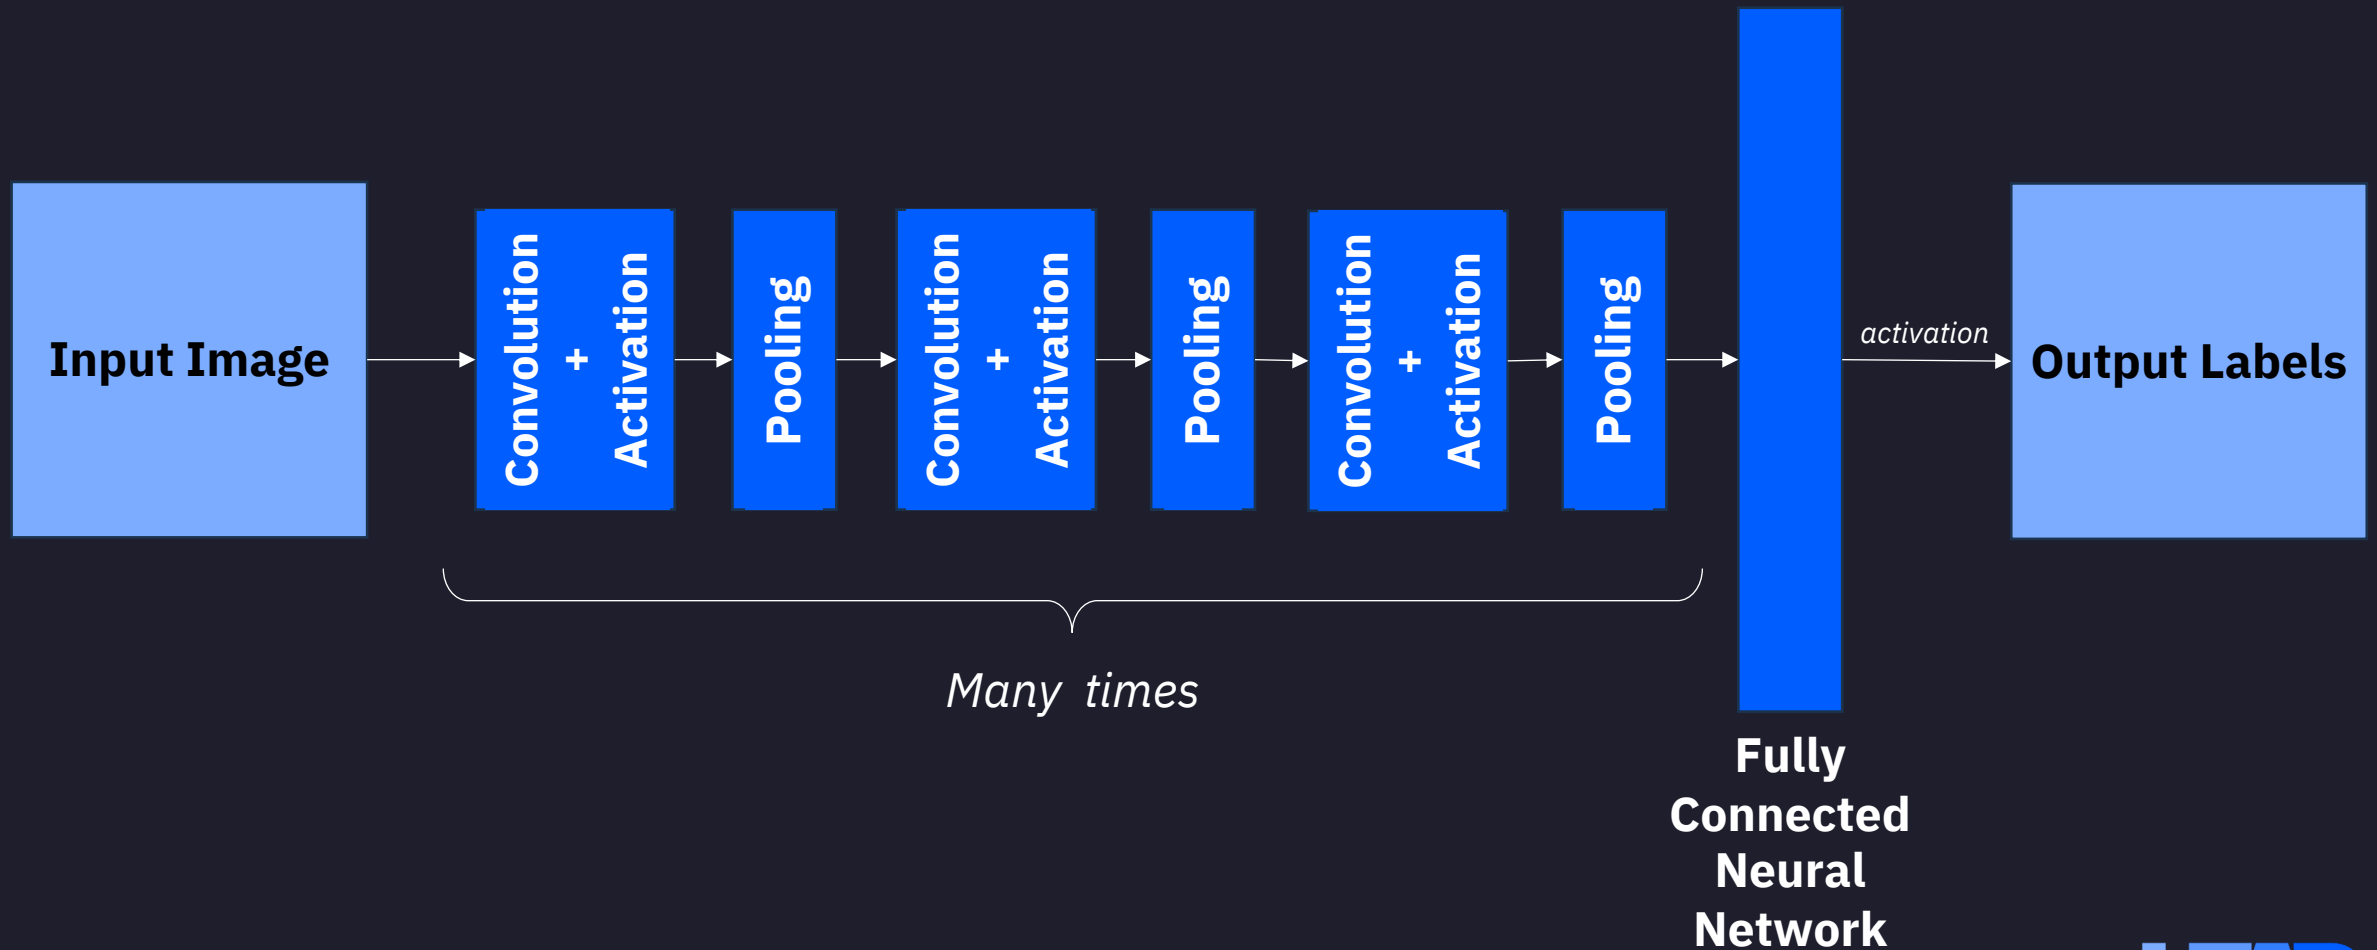 Input Image
Convolution
+
Activation
Pooling
Convolution
+
Activation
Pooling
Convolution
+
Activation
Pooling
activation
Output Labels
Many times
Fully
Connected
Neural
Network